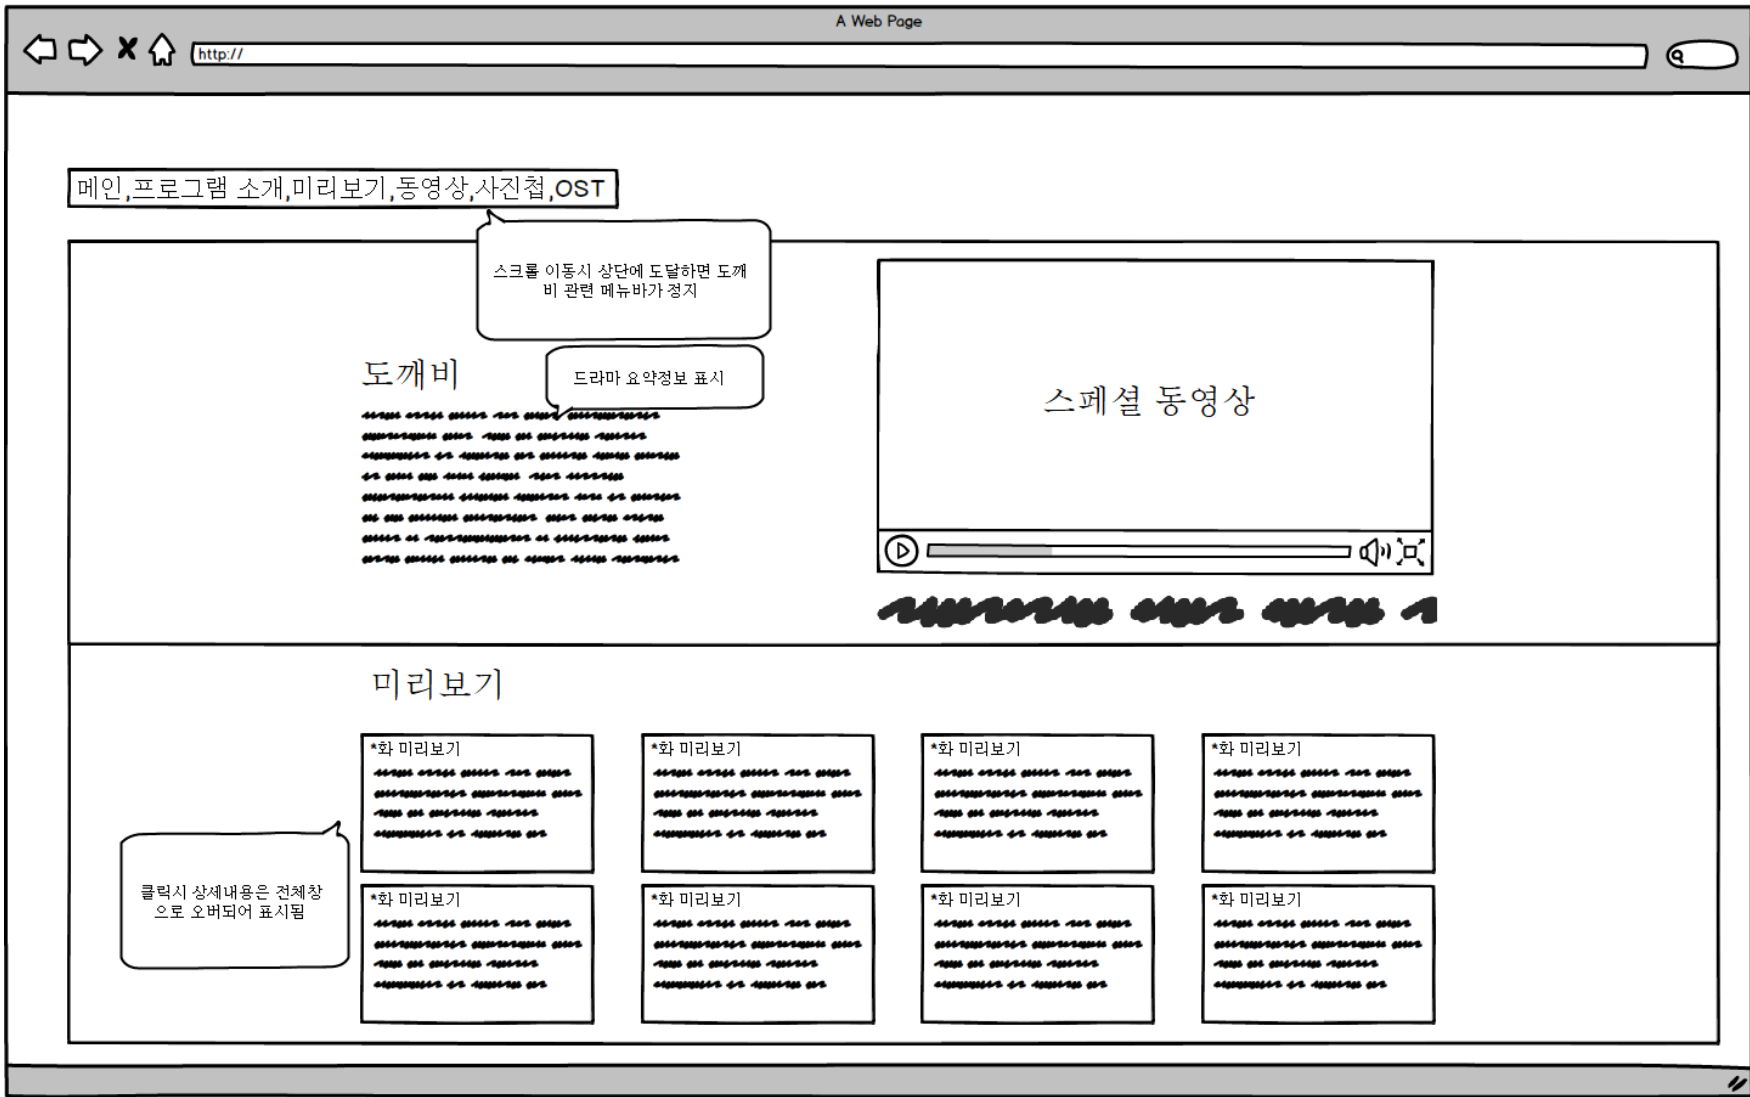 A Web Page
http://
메인,프로그램 소개,미리보기,동영상,사진첩,OST
스크롤 이동시 상단에 도달하면 도깨
비 관련 메뉴바가 정지
도깨비
드라마 요약정보 표시
스페셜 동영상
미리보기
*화 미리보기
*화 미리보기
*화 미리보기
*화 미리보기
클릭시 상세내용은 전체창
으로 오버되어 표시됨
*화 미리보기
*화 미리보기
*화 미리보기
*화 미리보기